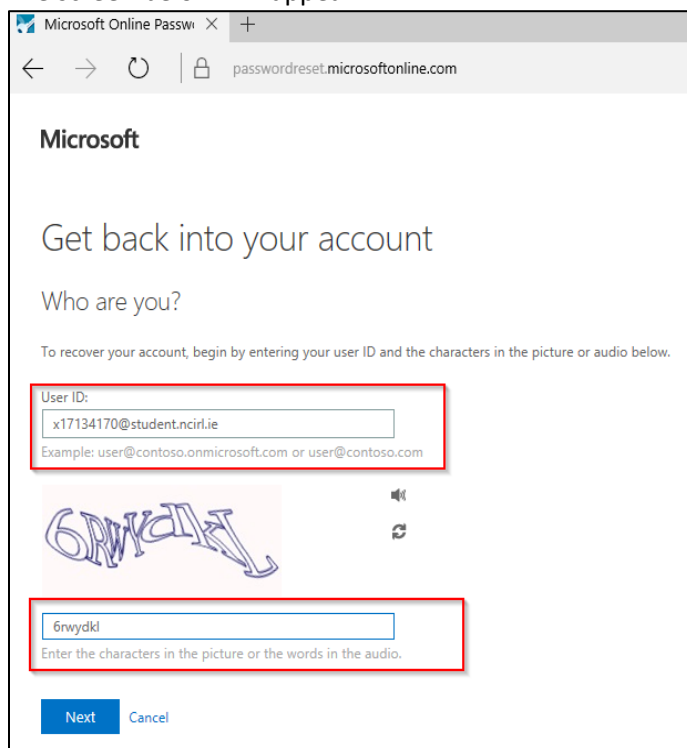 Microsoft Online Passw
passwordreset.microsoftonline.com
Microsoft
Get back into your account
Who are you?
To recover your account, begin by entering your user ID and the characters in the picture or audio below.
User ID:
x17134170@student.ncirl.ie
Example: user@contoso.onmicrosoft.com or user@contoso.com
6RWYdkL
6rwydkl
Enter the characters in the picture or the words in the audio.
Next Cancel